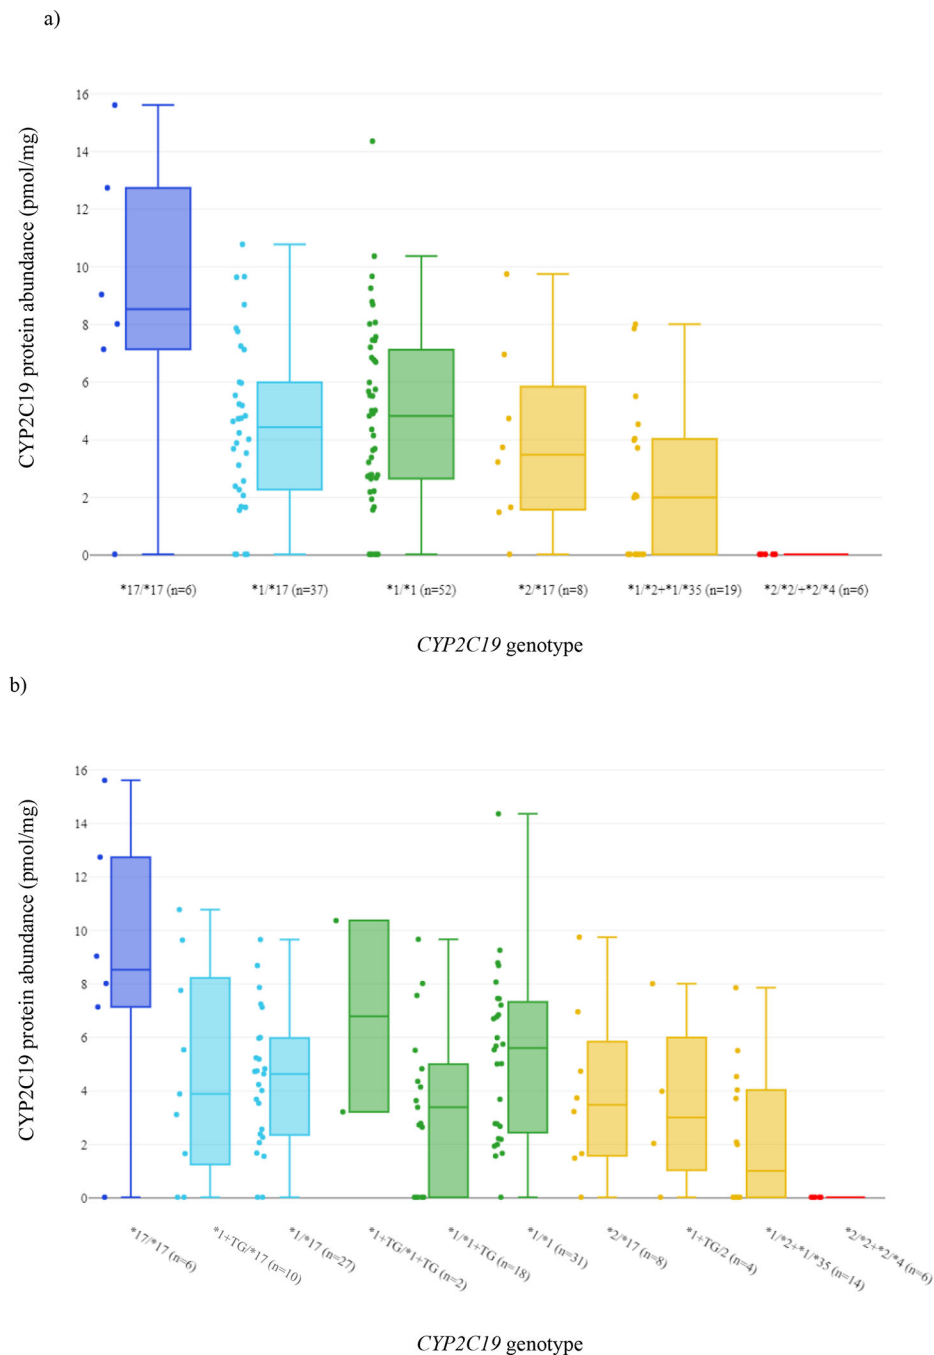 a)
16
14
12
10
8
6
4
2
0
CYP2C19 protein abundance (pmol/mg)
*17/*17 (n=6) *1/*17 (n=37) *1/*1 (n=52) *2/*17 (n=8) *1/*2+*1/*35 (n=19) *2/*2/+*2/*4 (n=6)
CYP2C19 genotype
b)
16
14
12
10
8
6
4
2
0
CYP2C19 protein abundance (pmol/mg)
*17/*17 (n=6)
*1+TG/*17 (n=10)
*1/*17 (n=27)
*1+TG/*1+TG (n=2)
*1/*1+TG (n=18)
*1/*1 (n=31)
*2/*17 (n=8)
*1+TG/2 (n=4)
*1/*2+*1/*35 (n=14)
*2/*2+*2/*4 (n=6)
CYP2C19 genotype